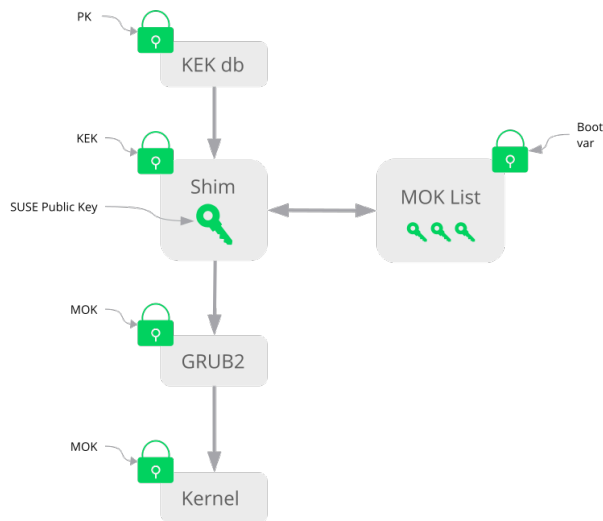 PK
KEK db
KEK
Boot
var
Shim
MOK List
SUSE Public Key
MOK
GRUB2
MOK
Kernel